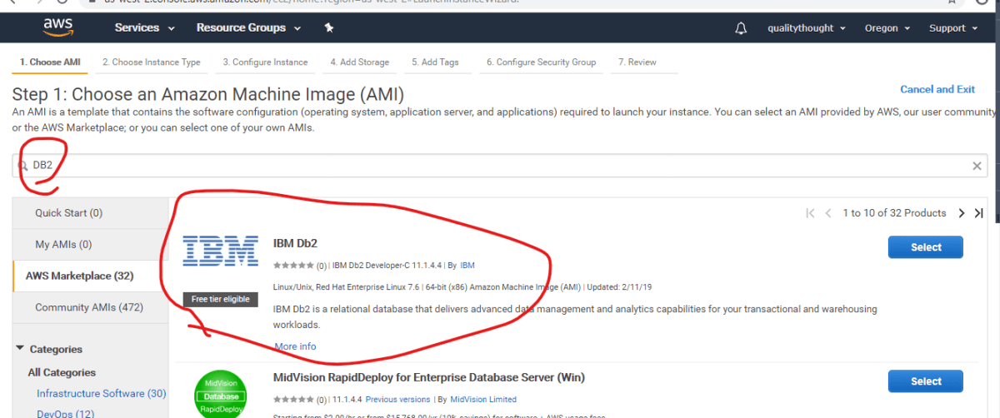 us-west-2.console.aws.amazon.com/ec2/home?region=us-west-2#LaunchInstanceWizard:
aws Services Resource Groups qualitythought Oregon Support
1. Choose AMI 2. Choose Instance Type 3. Configure Instance 4. Add Storage 5. Add Tags 6. Configure Security Group 7. Review
Step 1: Choose an Amazon Machine Image (AMI) Cancel and Exit
An AMI is a template that contains the software configuration (operating system, application server, and applications) required to launch your instance. You can select an AMI provided by AWS, our user community
or the AWS Marketplace; or you can select one of your own AMIs.
DB2
Quick Start (0)
My AMIs (0)
AWS Marketplace (32)
Community AMIs (472)
Categories
All Categories
Infrastructure Software (30)
DevOps (12)
1 to 10 of 32 Products
IBM
Free tier eligible
IBM Db2
(0) | IBM Db2 Developer-C 11.1.4.4 | By IBM
Linux/Unix, Red Hat Enterprise Linux 7.6 | 64-bit (x86) Amazon Machine Image (AMI) | Updated: 2/11/19
IBM Db2 is a relational database that delivers advanced data management and analytics capabilities for your transactional and warehousing
workloads.
More info
Select
MidVision
Database
RapidDeploy
MidVision RapidDeploy for Enterprise Database Server (Win)
(0) | 11.1.4.4 Previous versions | By MidVision Limited
Starting from $2.00/hr or from $15,768.00/yr (10% savings) for software + AWS usage fees
Select